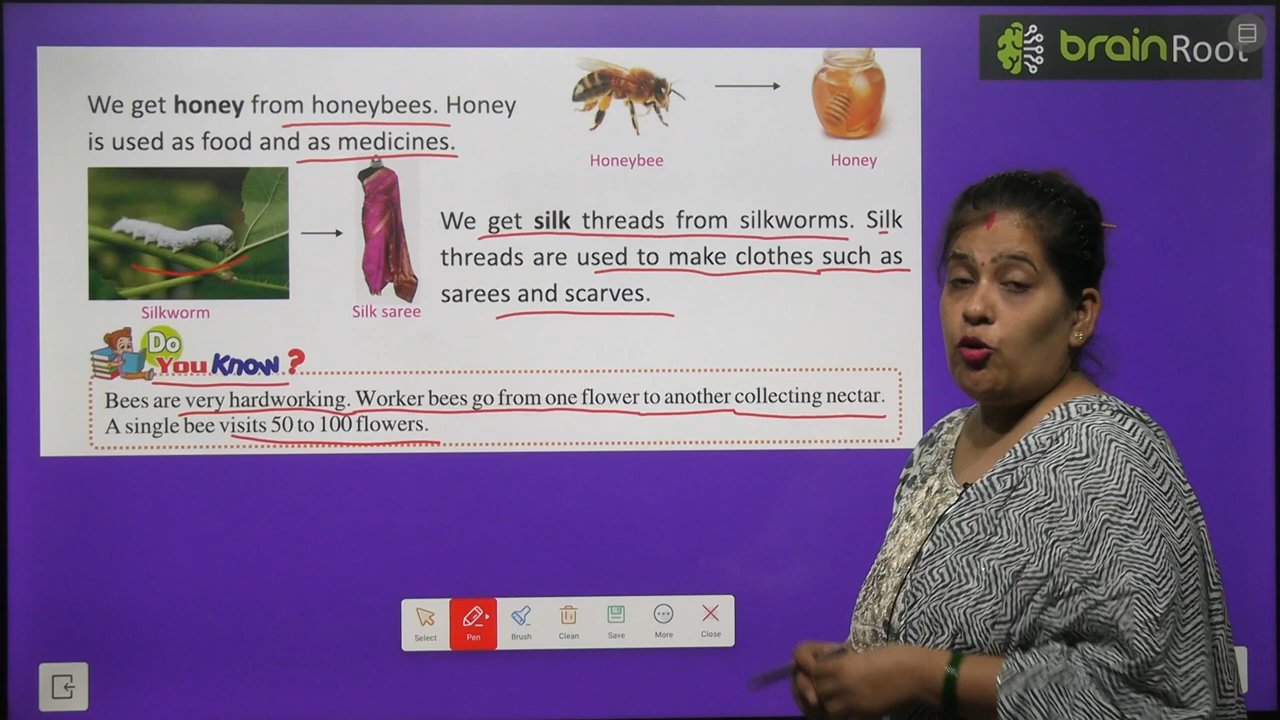 brainRoot
We get honey from honeybees. Honey
is used as food and as medicines.
Honeybee
Honey
We get silk threads from silkworms. Silk
threads are used to make clothes such as
sarees and scarves.
Silkworm
Silk saree
Do
You Know?
Bees are very hardworking. Worker bees go from one flower to another collecting nectar.
A single bee visits 50 to 100 flowers.
Select
Pen
Brush
Clean
Save
More
Close